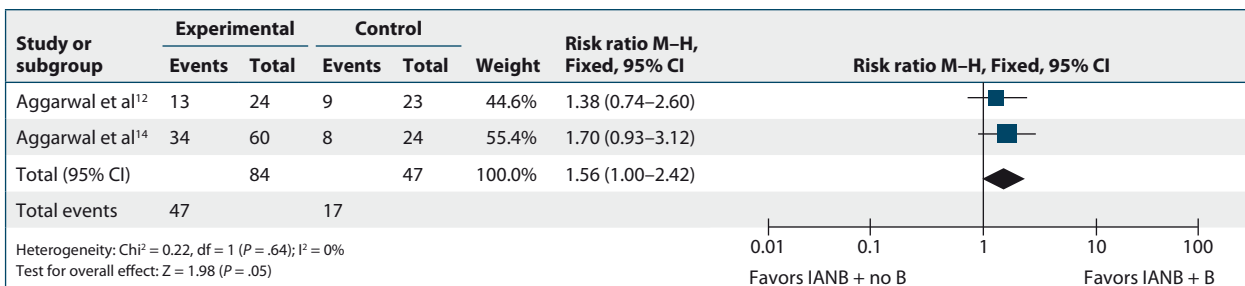 Study or subgroup Experimental Control Weight Risk ratio M–H, Fixed, 95% CI Risk ratio M–H, Fixed, 95% CI
Events Total Events Total
Aggarwal et al¹² 13 24 9 23 44.6% 1.38 (0.74–2.60)
Aggarwal et al¹⁴ 34 60 8 24 55.4% 1.70 (0.93–3.12)
Total (95% CI) 84 47 100.0% 1.56 (1.00–2.42)
Total events 47 17
Heterogeneity: Chi² = 0.22, df = 1 (P = .64); I² = 0%
Test for overall effect: Z = 1.98 (P = .05)
0.01 0.1 1 10 100
Favors IANB + no B Favors IANB + B